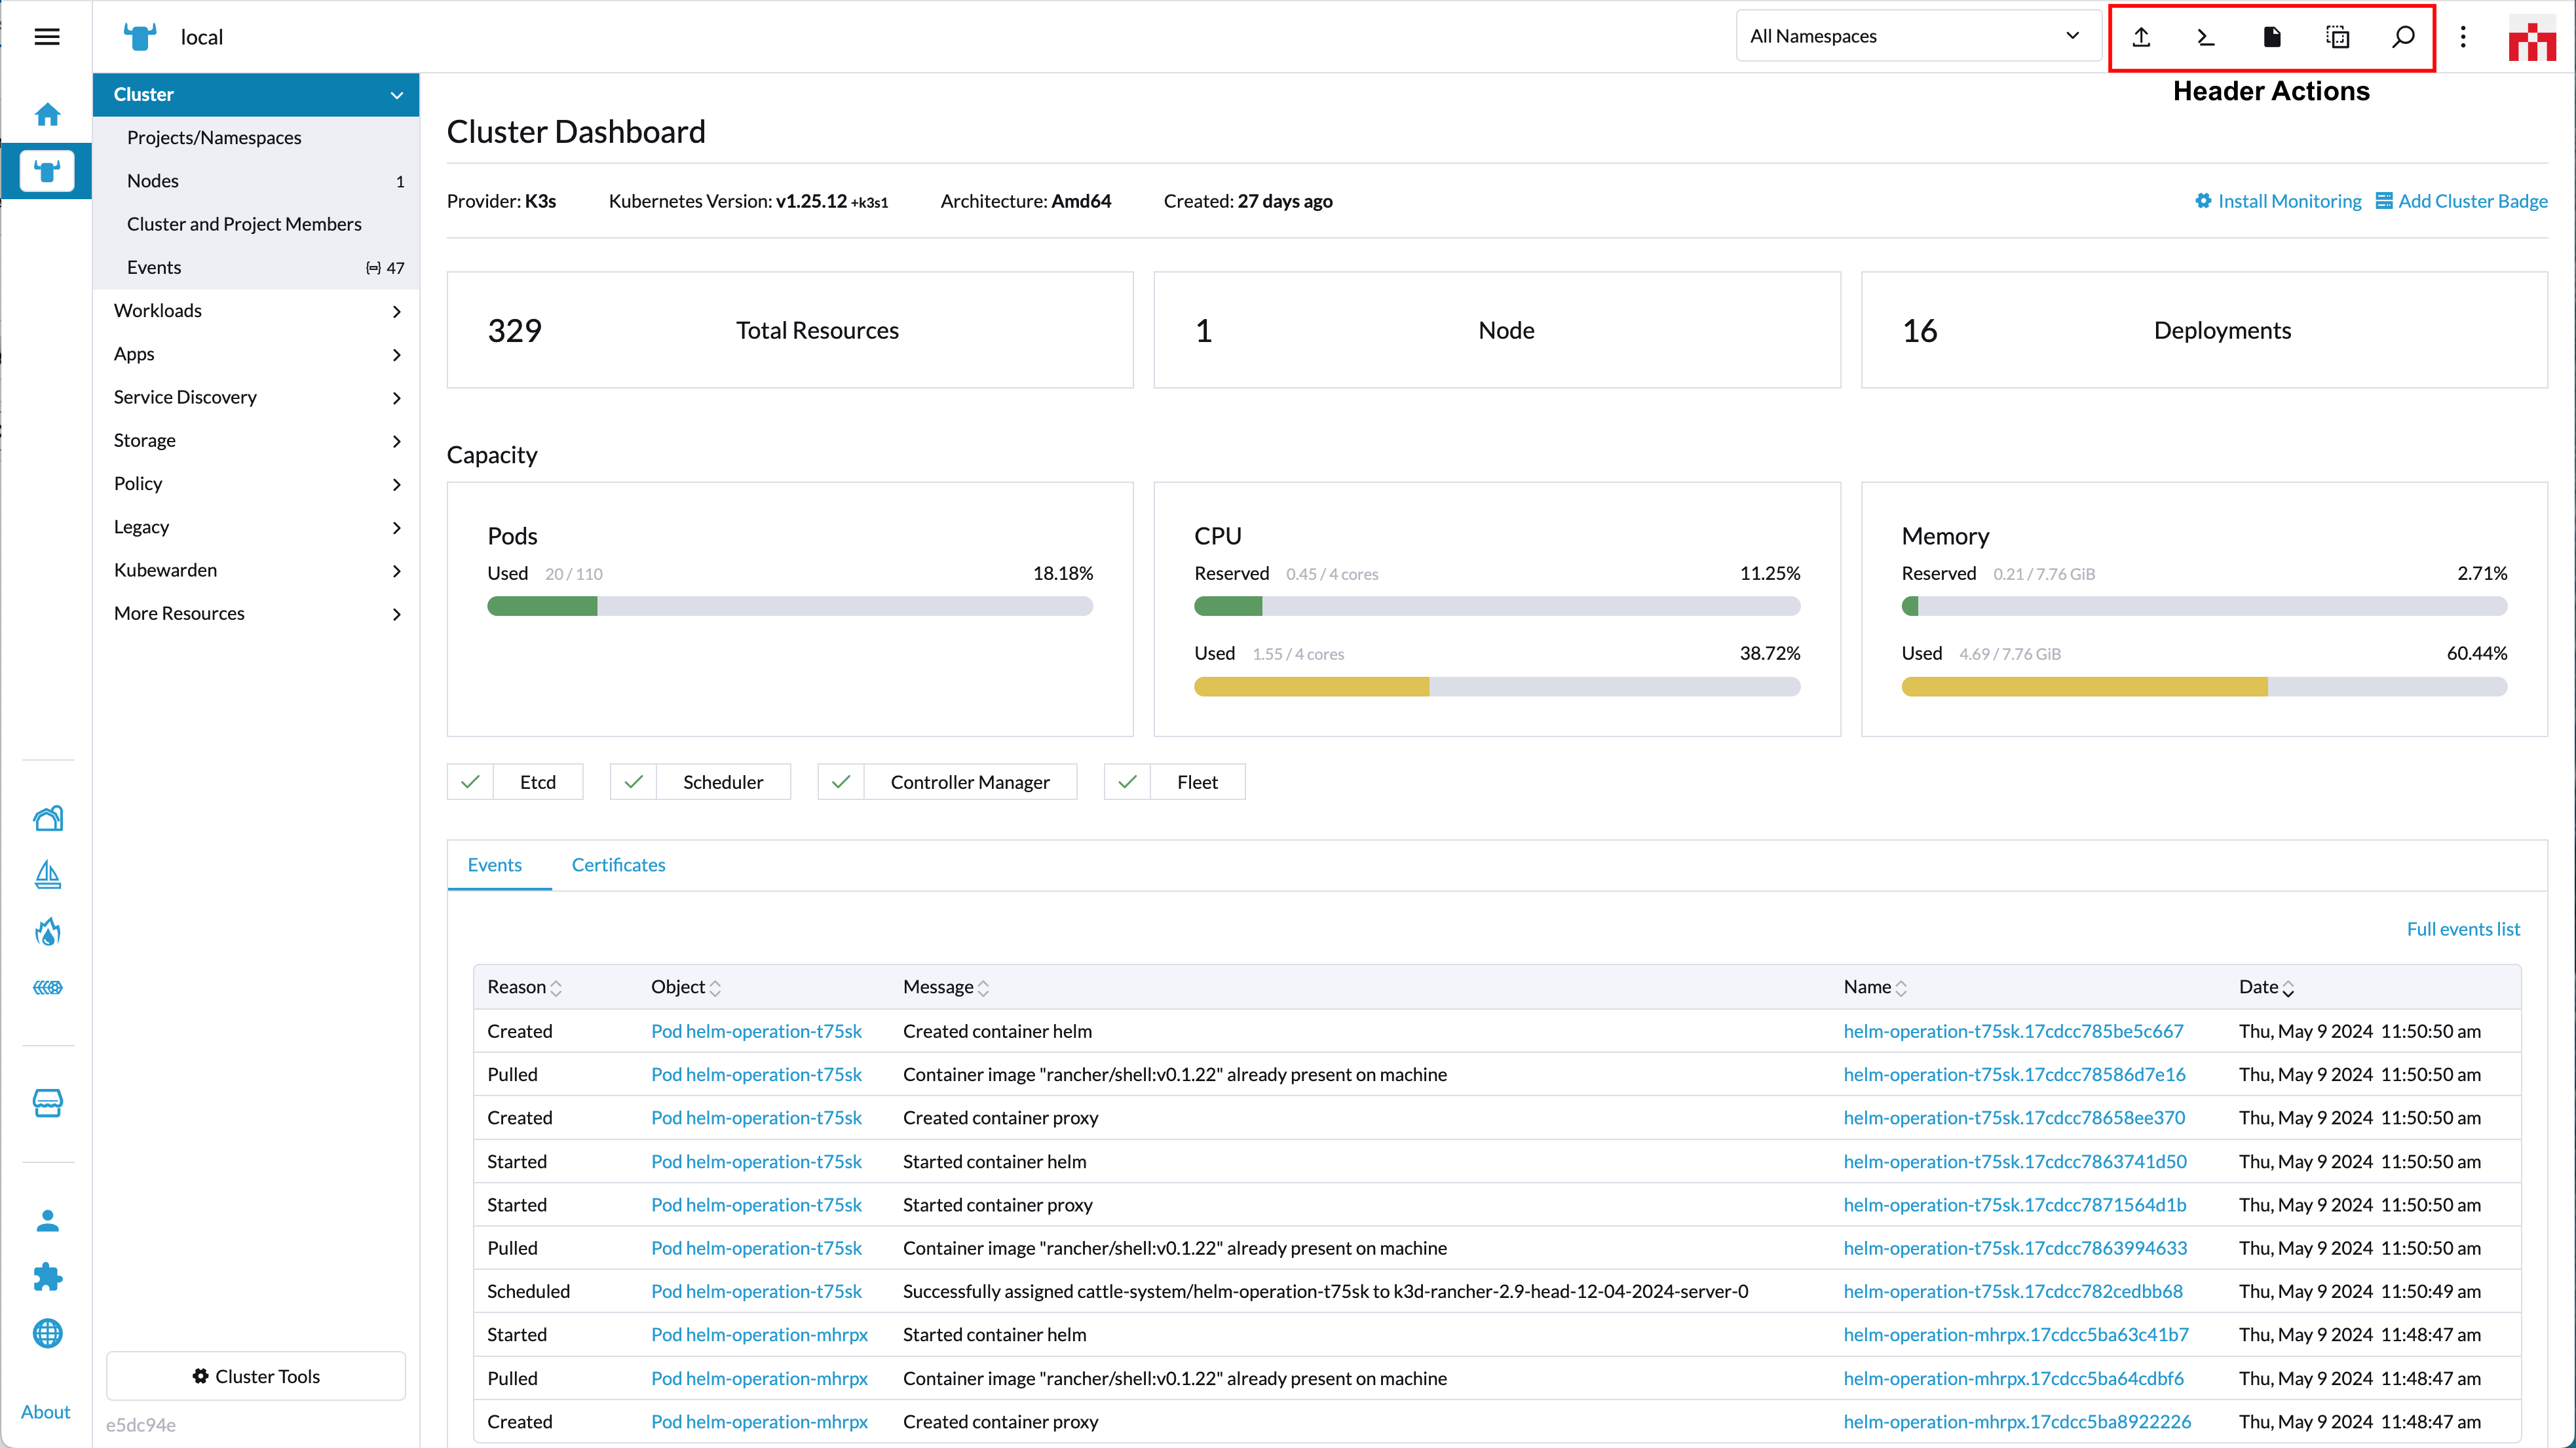 local
All Namespaces
Header Actions
Cluster
Projects/Namespaces
Nodes 1
Cluster and Project Members
Events 47
Workloads
Apps
Service Discovery
Storage
Policy
Legacy
Kubewarden
More Resources
Cluster Tools
e5dc94e
About
Cluster Dashboard
Provider: K3s Kubernetes Version: v1.25.12 +k3s1 Architecture: Amd64 Created: 27 days ago Install Monitoring Add Cluster Badge
329 Total Resources 1 Node 16 Deployments
Capacity
Pods
Used 20 / 110 18.18%
CPU
Reserved 0.45 / 4 cores 11.25%
Used 1.55 / 4 cores 38.72%
Memory
Reserved 0.21 / 7.76 GiB 2.71%
Used 4.69 / 7.76 GiB 60.44%
Etcd Scheduler Controller Manager Fleet
Events Certificates
Full events list
Reason Object Message Name Date
Created Pod helm-operation-t75sk Created container helm helm-operation-t75sk.17cdcc785be5c667 Thu, May 9 2024 11:50:50 am
Pulled Pod helm-operation-t75sk Container image "rancher/shell:v0.1.22" already present on machine helm-operation-t75sk.17cdcc78586d7e16 Thu, May 9 2024 11:50:50 am
Created Pod helm-operation-t75sk Created container proxy helm-operation-t75sk.17cdcc78658ee370 Thu, May 9 2024 11:50:50 am
Started Pod helm-operation-t75sk Started container helm helm-operation-t75sk.17cdcc7863741d50 Thu, May 9 2024 11:50:50 am
Started Pod helm-operation-t75sk Started container proxy helm-operation-t75sk.17cdcc7871564d1b Thu, May 9 2024 11:50:50 am
Pulled Pod helm-operation-t75sk Container image "rancher/shell:v0.1.22" already present on machine helm-operation-t75sk.17cdcc7863994633 Thu, May 9 2024 11:50:50 am
Scheduled Pod helm-operation-t75sk Successfully assigned cattle-system/helm-operation-t75sk to k3d-rancher-2.9-head-12-04-2024-server-0 helm-operation-t75sk.17cdcc782cedbb68 Thu, May 9 2024 11:50:49 am
Started Pod helm-operation-mhrpx Started container helm helm-operation-mhrpx.17cdcc5ba63c41b7 Thu, May 9 2024 11:48:47 am
Pulled Pod helm-operation-mhrpx Container image "rancher/shell:v0.1.22" already present on machine helm-operation-mhrpx.17cdcc5ba64cdbf6 Thu, May 9 2024 11:48:47 am
Created Pod helm-operation-mhrpx Created container proxy helm-operation-mhrpx.17cdcc5ba8922226 Thu, May 9 2024 11:48:47 am